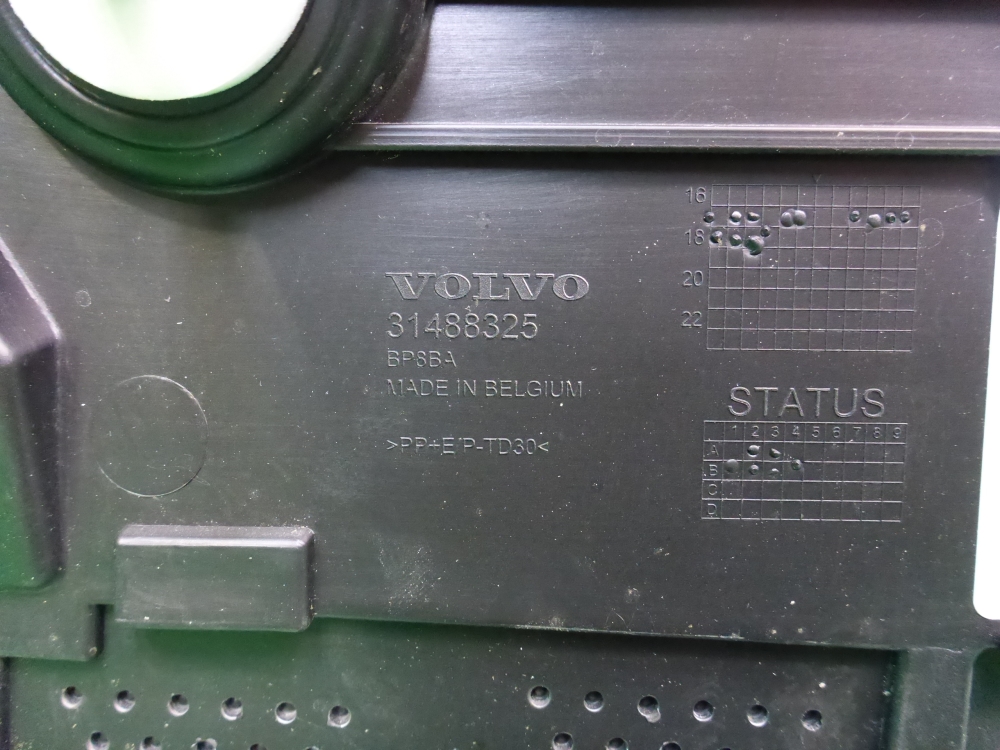 VOLVO
31488325
BP8BA
MADE IN BELGIUM
>PP+E/P-TD30<
16
18
20
22
STATUS
1 2 3 4 5 6 7 8 9
A
B
C
D